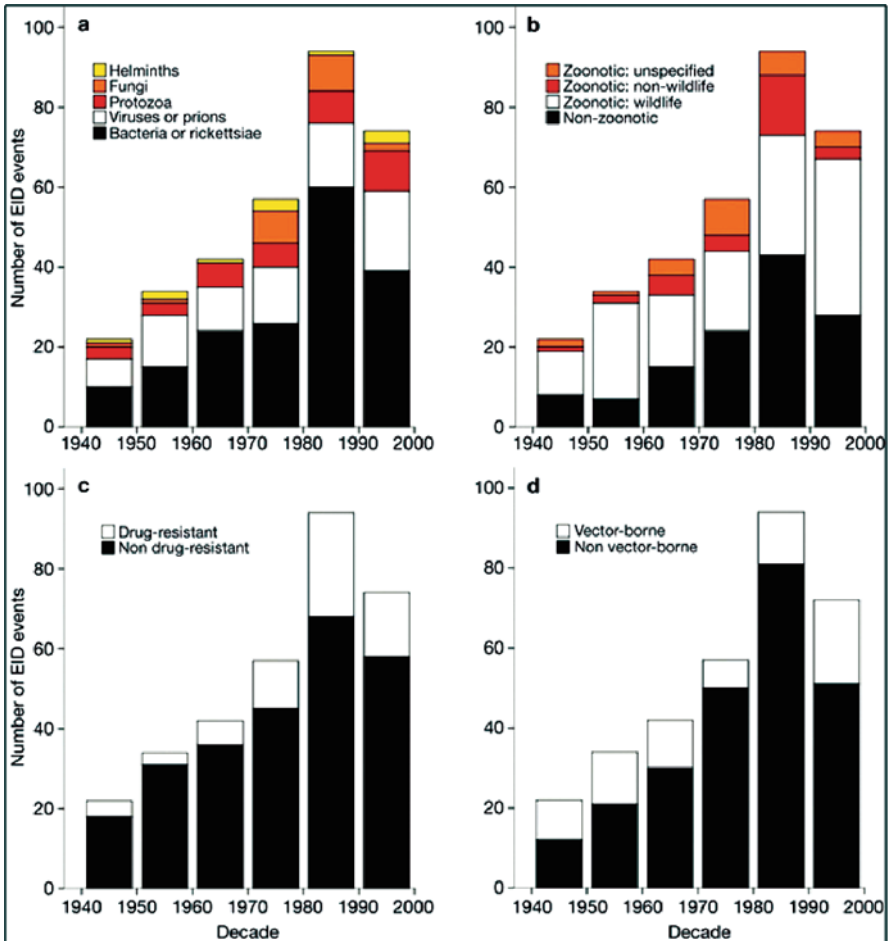 a
100
80
60
40
20
0
Number of EID events
Helminths
Fungi
Protozoa
Viruses or prions
Bacteria or rickettsiae
1940 1950 1960 1970 1980 1990 2000
b
100
80
60
40
20
0
Zoonotic: unspecified
Zoonotic: non-wildlife
Zoonotic: wildlife
Non-zoonotic
1940 1950 1960 1970 1980 1990 2000
c
100
80
60
40
20
0
Number of EID events
Drug-resistant
Non drug-resistant
1940 1950 1960 1970 1980 1990 2000
Decade
d
100
80
60
40
20
0
Vector-borne
Non vector-borne
1940 1950 1960 1970 1980 1990 2000
Decade